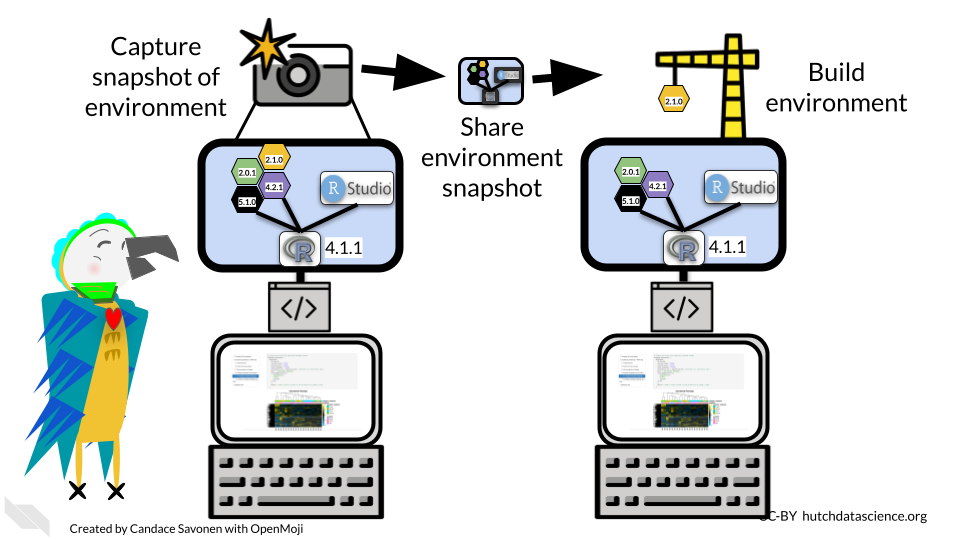 Capture
snapshot of
environment
Share
environment
snapshot
Build
environment
2.1.0
2.0.1
4.2.1
5.1.0
R Studio
R 4.1.1
</>
Studio
2.1.0
2.0.1
4.2.1
5.1.0
R Studio
R 4.1.1
</>
Created by Candace Savonen with OpenMoji
CC-BY hutchdatascience.org